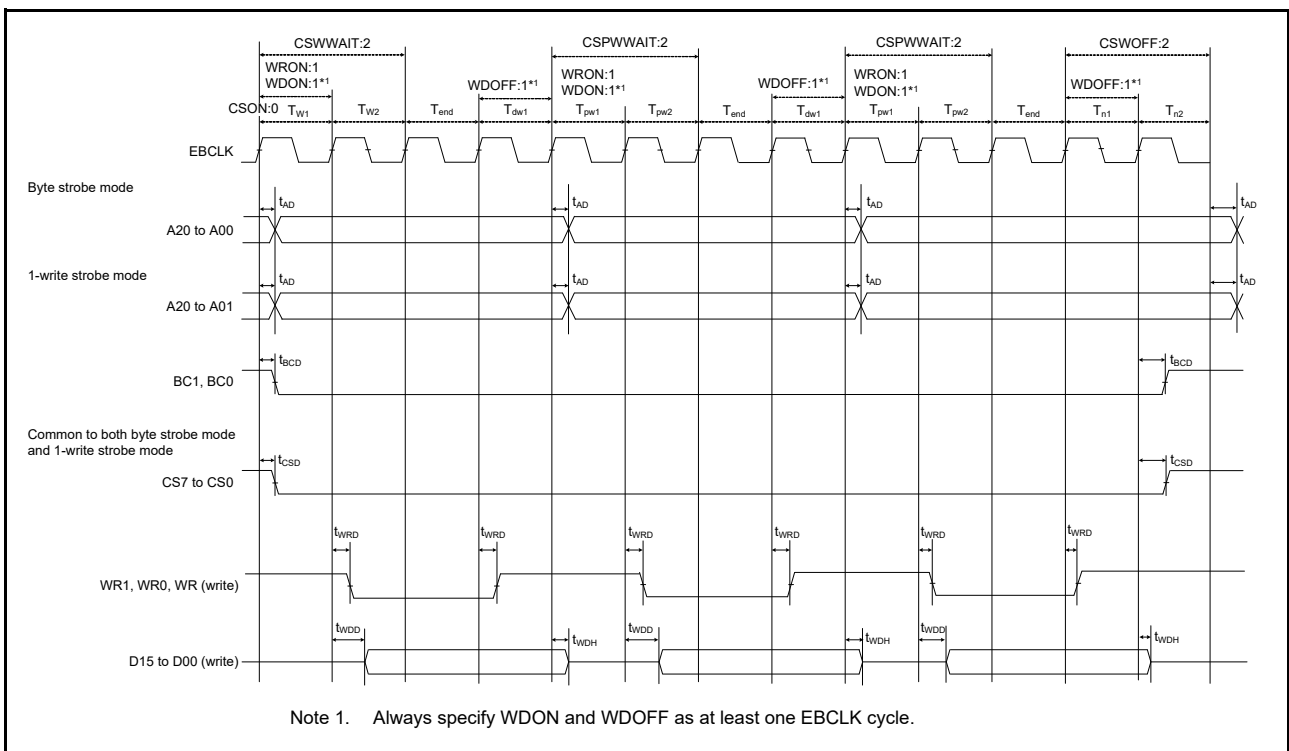 CSWWAIT:2 CSPWWAIT:2 CSPWWAIT:2 CSWOFF:2
WRON:1 WRON:1 WRON:1
WDON:1*1 WDOFF:1*1 WDON:1*1 WDOFF:1*1 WDON:1*1 WDOFF:1*1
CSON:0 TW1 TW2 Tend Tdw1 Tpw1 Tpw2 Tend Tdw1 Tpw1 Tpw2 Tend Tn1 Tn2
EBCLK
Byte strobe mode
tAD tAD tAD tAD
A20 to A00
1-write strobe mode
tAD tAD tAD tAD
A20 to A01
tBCD tBCD
BC1, BC0
Common to both byte strobe mode
and 1-write strobe mode
tCSD tCSD
CS7 to CS0
tWRD tWRD tWRD tWRD tWRD tWRD
WR1, WR0, WR (write)
tWDD tWDH tWDD tWDH tWDD tWDH
D15 to D00 (write)
Note 1. Always specify WDON and WDOFF as at least one EBCLK cycle.